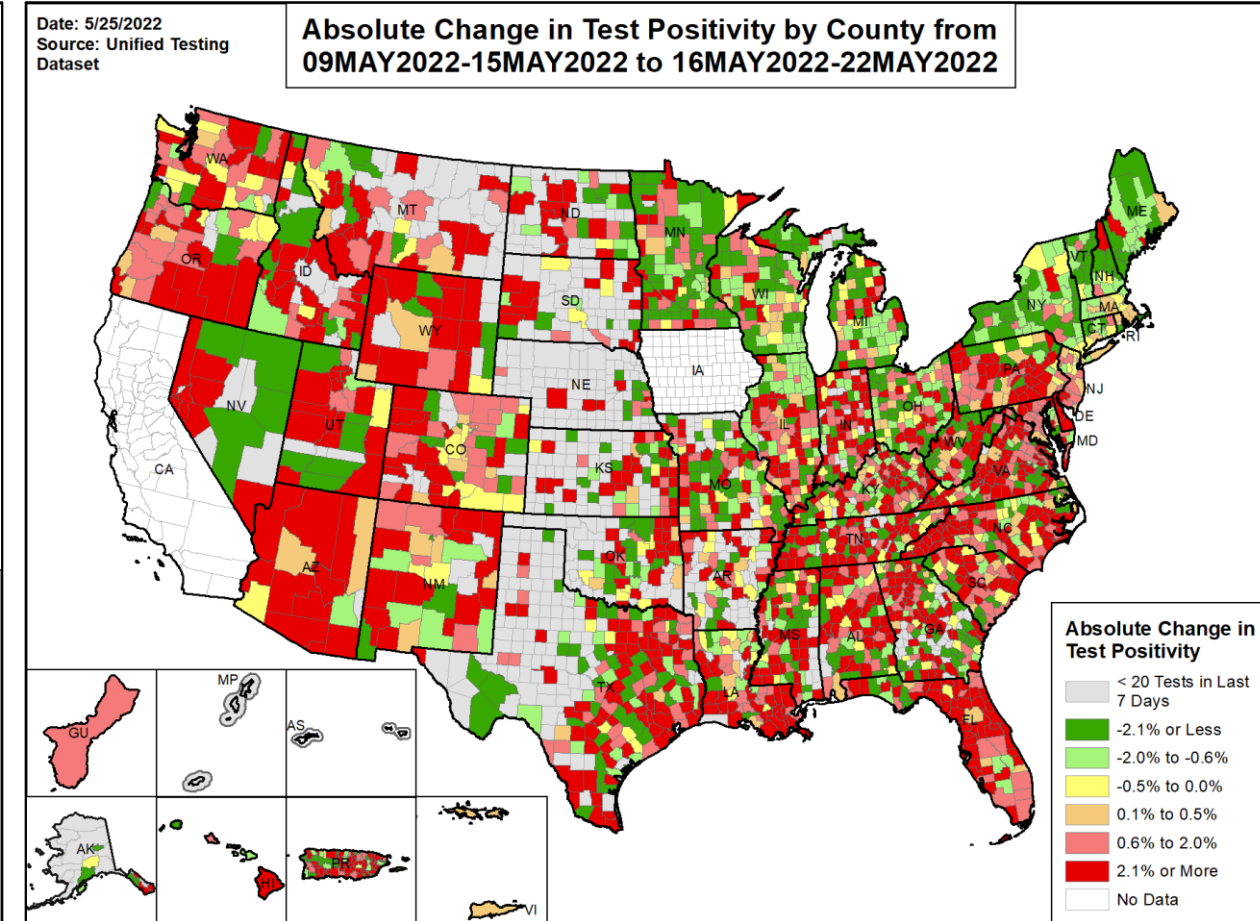 Date: 5/25/2022
Source: Unified Testing
Dataset
Absolute Change in Test Positivity by County from
09MAY2022-15MAY2022 to 16MAY2022-22MAY2022
WA
MT
ND
MN
ME
OR
ID
SD
WI
VT
NH
NY
MA
CT
RI
WY
MI
IA
PA
NJ
NE
NV
OH
DE
MD
UT
IL
IN
WV
CO
CA
KS
MO
VA
KY
NC
TN
AZ
NM
OK
AR
SC
MS
AL
GA
TX
LA
FL
MP
AS
GU
AK
HI
PR
VI
Absolute Change in
Test Positivity
< 20 Tests in Last
7 Days
-2.1% or Less
-2.0% to -0.6%
-0.5% to 0.0%
0.1% to 0.5%
0.6% to 2.0%
2.1% or More
No Data